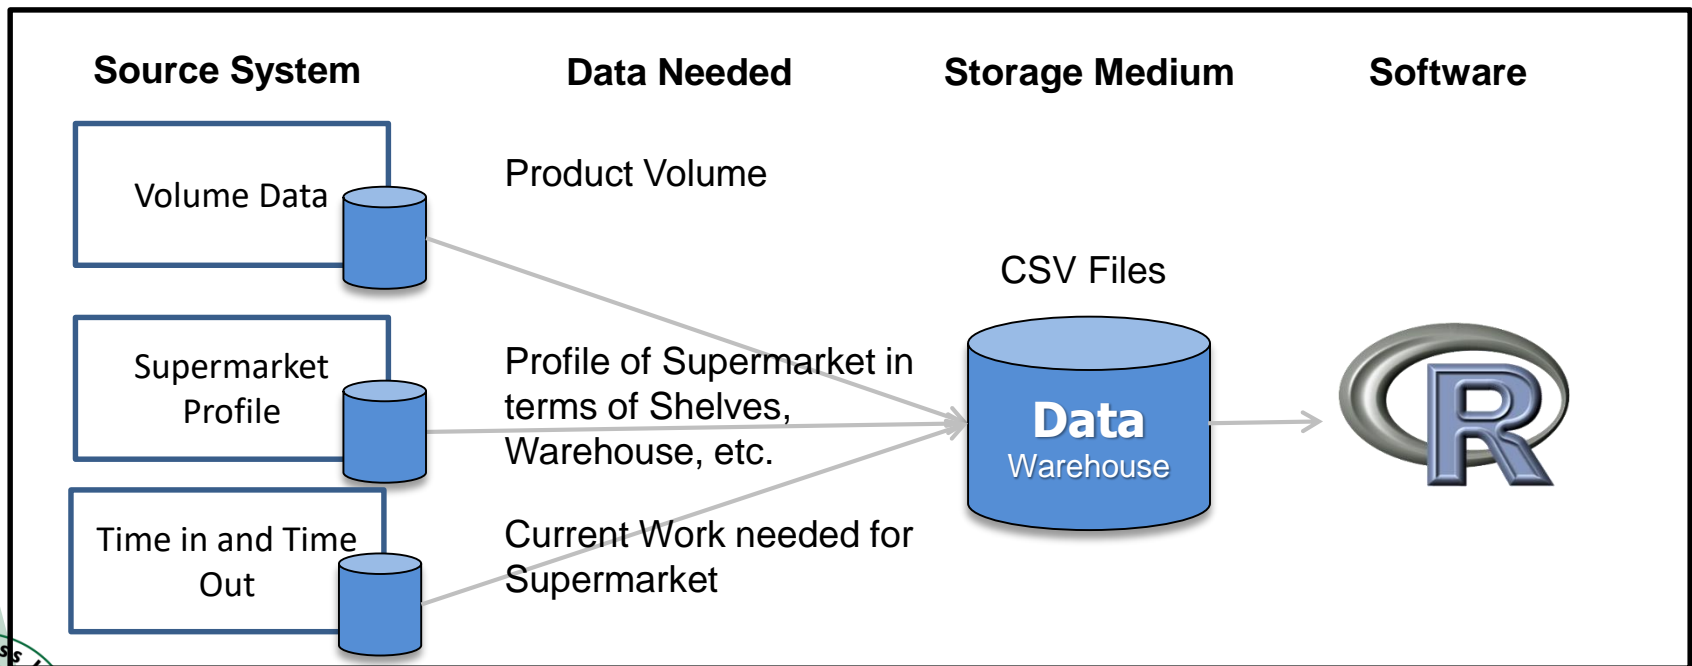 Source System
Data Needed
Storage Medium
Software
Volume Data
Product Volume
CSV Files
Supermarket
Profile
Profile of Supermarket in
terms of Shelves,
Warehouse, etc.
Data
Warehouse
R
Time in and Time
Out
Current Work needed for
Supermarket